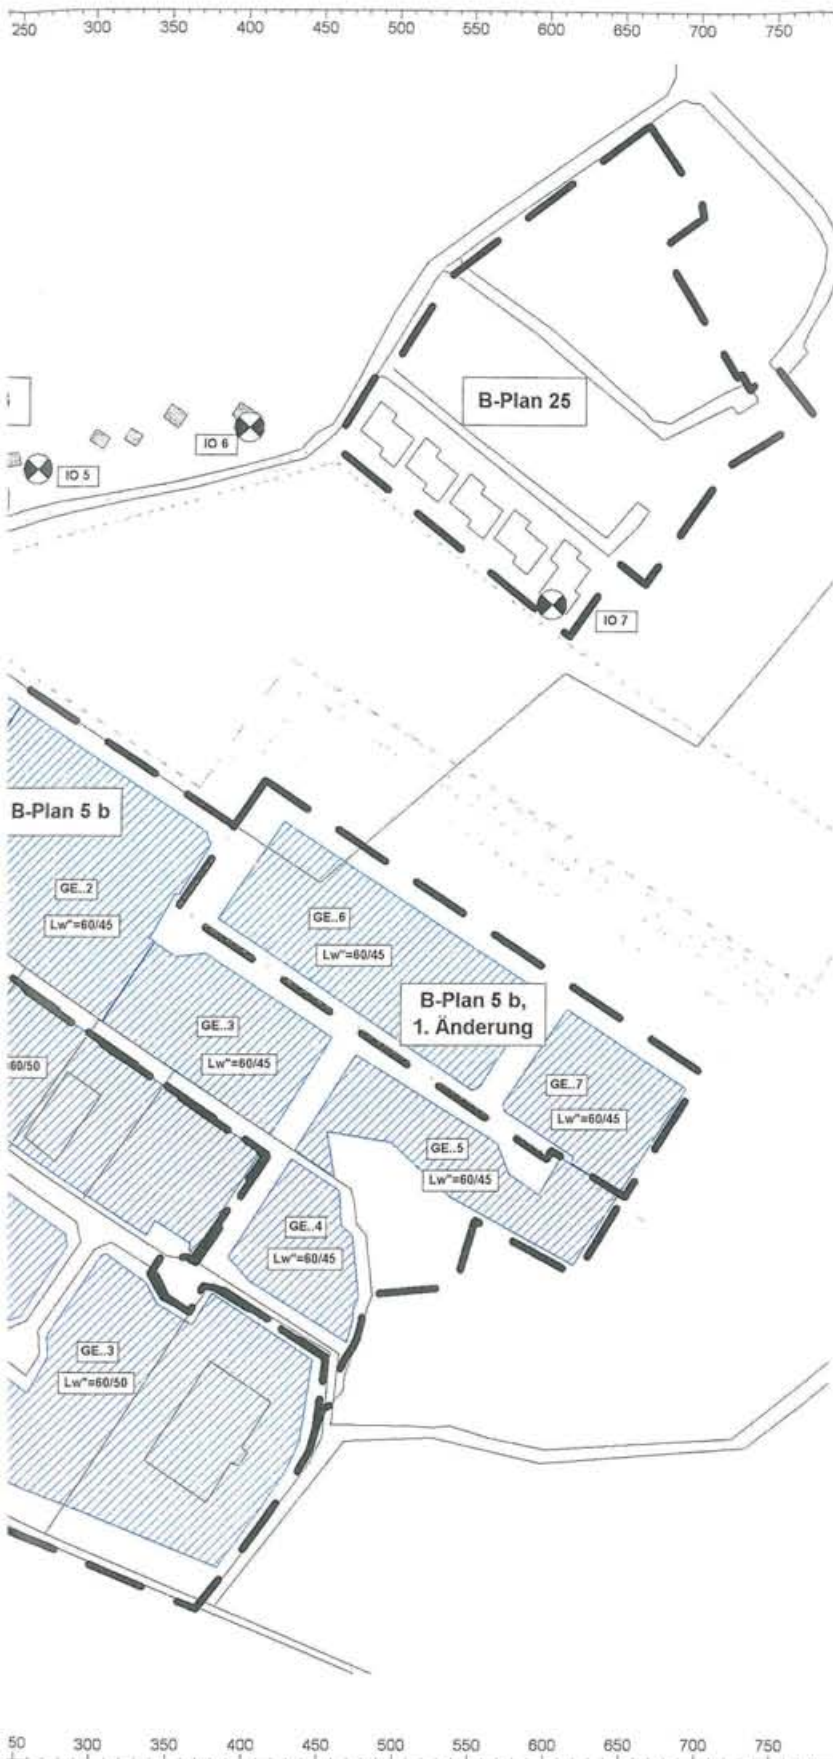 250 300 350 400 450 500 550 600 650 700 750
B-Plan 25
IO 6
IO 5
IO 7
B-Plan 5 b
GE..2
Lw"=60/45
GE..6
Lw"=60/45
B-Plan 5 b,
1. Änderung
GE..3
Lw"=60/45
60/50
GE..7
Lw"=60/45
GE..5
Lw"=60/45
GE..4
Lw"=60/45
GE..3
Lw"=60/50
50 300 350 400 450 500 550 600 650 700 750